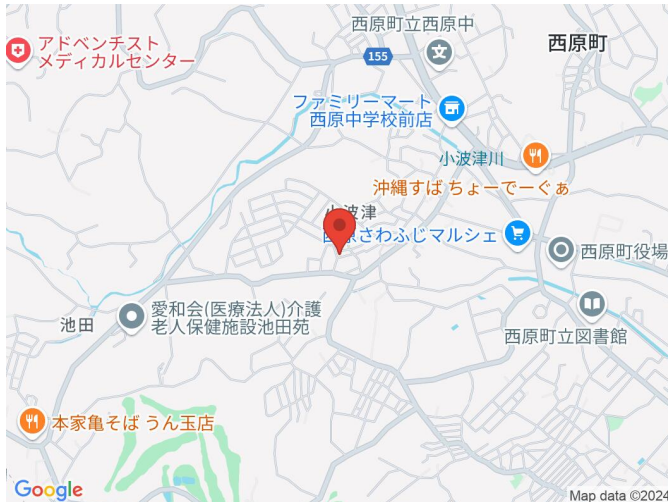 アドベンチスト
メディカルセンター
西原町立西原中
西原町
155
ファミリーマート
西原中学校前店
小波津川
沖縄すば ちょーでーぐぁ
小波津
西原さわふじマルシェ
西原町役場
愛和会(医療法人)介護
老人保健施設池田苑
池田
西原町立図書館
本家亀そば うん玉店
Google
Map data ©2024